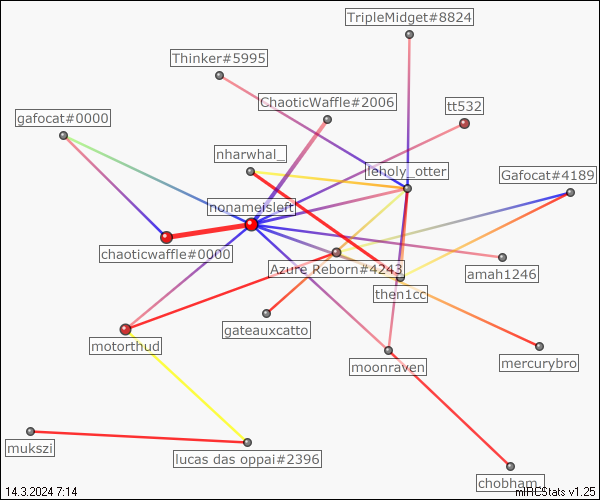 TripleMidget#8824
Thinker#5995
ChaoticWaffle#2006
tt532
gafocat#0000
nharwhal_
leholy_otter
Gafocat#4189
nonameisleft
chaoticwaffle#0000
Azure Reborn#4243
amah1246
then1cc
gateauxcatto
motorthud
mercurybro
moonraven
mukszi
lucas das oppai#2396
chobham_
14.3.2024 7:14
mIRCStats v1.25